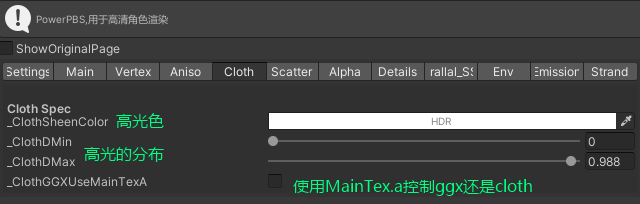 PowerPBS,用于高清角色渲染
ShowOriginalPage
Settings Main Vertex Aniso Cloth Scatter Alpha Details rallal_SS Env Emission Strand
Cloth Spec
_ClothSheenColor 高光色 HDR
_ClothDMin 0
高光的分布
_ClothDMax 0.988
_ClothGGXUseMainTexA 使用MainTex.a控制ggx还是cloth